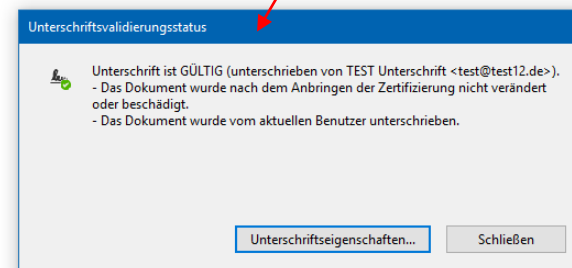 Unterschriftsvalidierungsstatus
Unterschrift ist GÜLTIG (unterschrieben von TEST Unterschrift <test@test12.de>).
- Das Dokument wurde nach dem Anbringen der Zertifizierung nicht verändert
oder beschädigt.
- Das Dokument wurde vom aktuellen Benutzer unterschrieben.
Unterschriftseigenschaften... Schließen